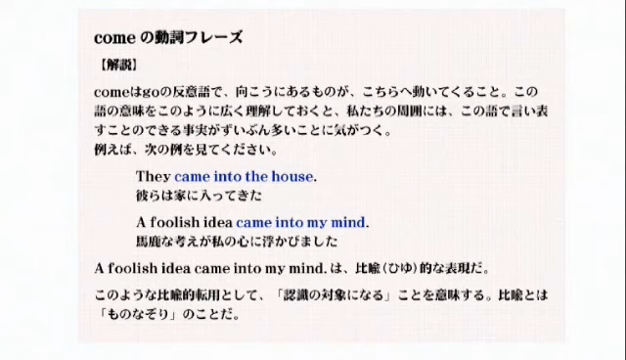 come の動詞フレーズ
【解説】
comeはgoの反意語で、向こうにあるものが、こちらへ動いてくること。この
語の意味をこのように広く理解しておくと、私たちの周囲には、この語で言い表
すことのできる事実がずいぶん多いことに気がつく。
例えば、次の例を見てください。
They came into the house.
彼らは家に入ってきた
A foolish idea came into my mind.
馬鹿な考えが私の心に浮かびました
A foolish idea came into my mind. は、比喩(ひゆ)的な表現だ。
このような比喩的転用として、「認識の対象になる」ことを意味する。比喩とは
「ものなぞり」のことだ。